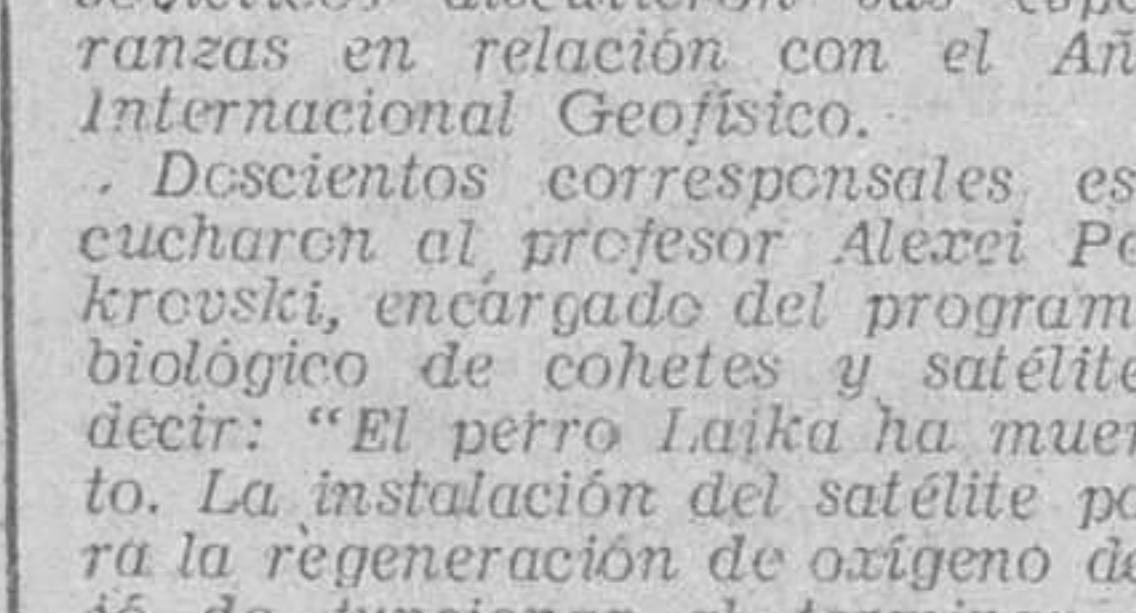 ranzas en relación con el Añ
Internacional Geofísico.
Doscientos corresponsales es
cucharon al profesor Alexei Po
krovski, encargado del program
biológico de cohetes y satélite
decir: “El perro Laika ha muer
to. La instalación del satélite pa
ra la regeneración de oxígeno de